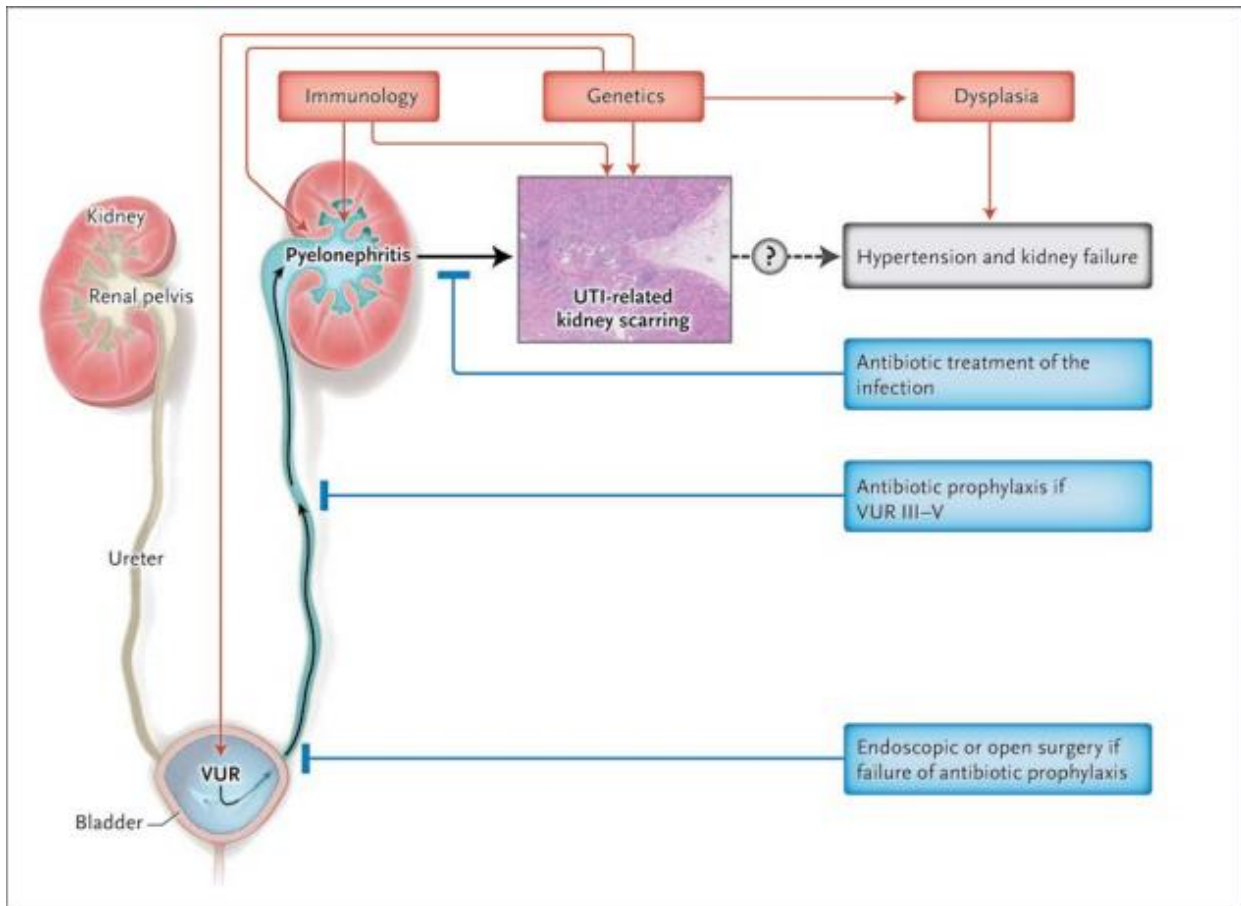 Immunology
Genetics
Dysplasia
Kidney
Renal pelvis
Pyelonephritis
UTI-related
kidney scarring
?
Hypertension and kidney failure
Antibiotic treatment of the
infection
Antibiotic prophylaxis if
VUR III–V
Ureter
Endoscopic or open surgery if
failure of antibiotic prophylaxis
VUR
Bladder